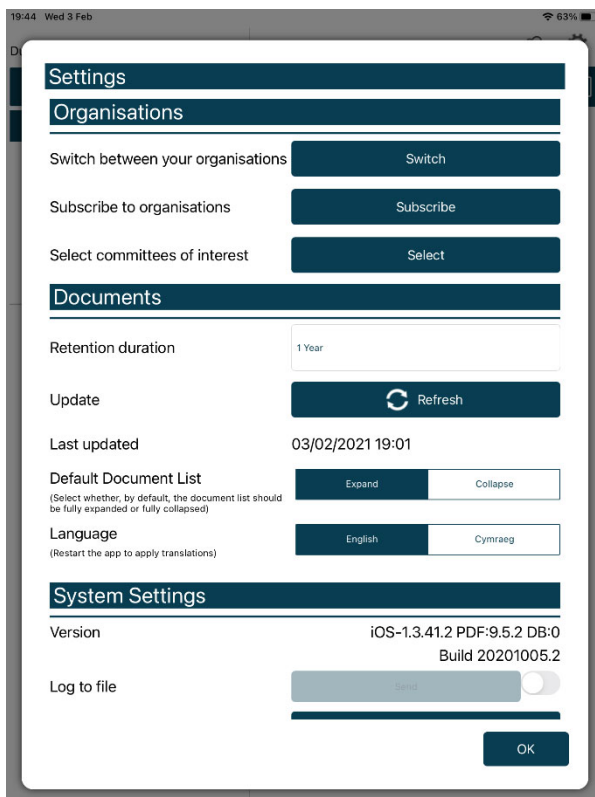 19:44 Wed 3 Feb
63%
Settings
Organisations
Switch between your organisations
Switch
Subscribe to organisations
Subscribe
Select committees of interest
Select
Documents
Retention duration
1 Year
Update
Refresh
Last updated
03/02/2021 19:01
Default Document List
(Select whether, by default, the document list should
be fully expanded or fully collapsed)
Expand
Collapse
Language
(Restart the app to apply translations)
English
Cymraeg
System Settings
Version
iOS-1.3.41.2 PDF:9.5.2 DB:0
Build 20201005.2
Log to file
Send
OK